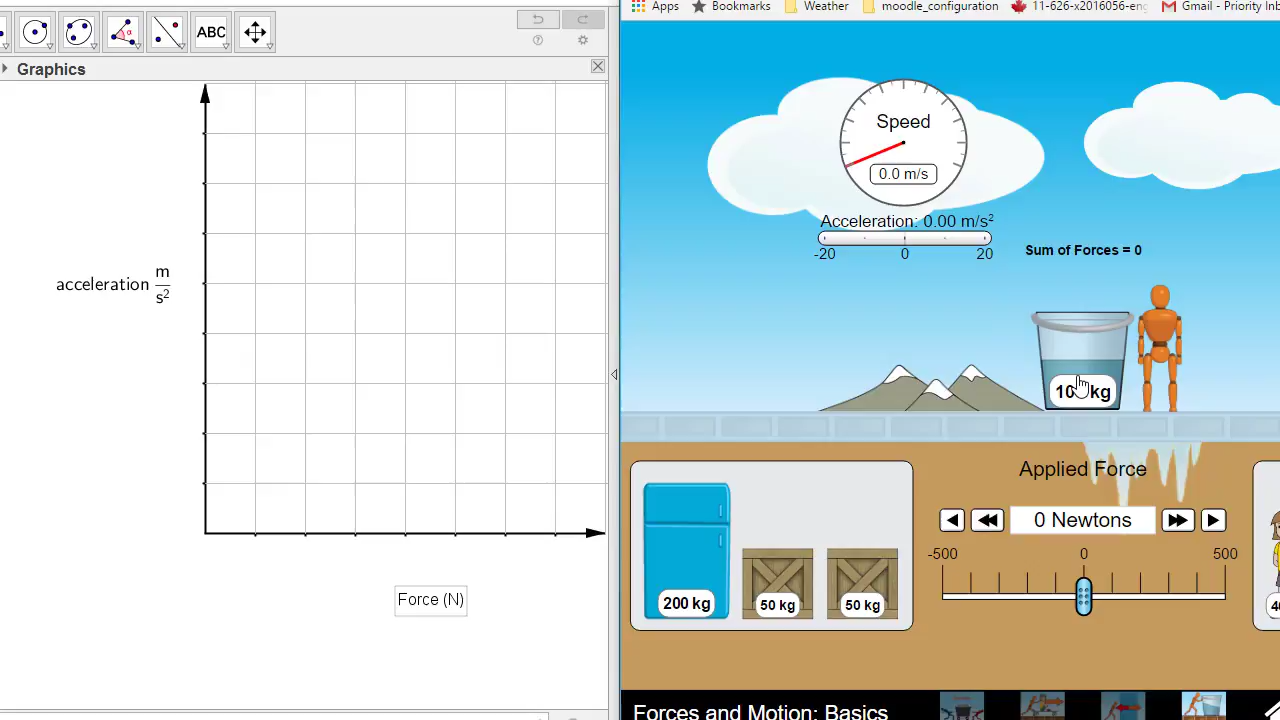 Apps Bookmarks Weather moodle_configuration 11-626-x2016056-eng Gmail - Priority Inb
ABC
Graphics
Speed
0.0 m/s
Acceleration: 0.00 m/s²
-20 0 20
Sum of Forces = 0
acceleration m/s²
kg
Applied Force
0 Newtons
-500 0 500
200 kg
50 kg
50 kg
Force (N)
Forces and Motion: Basics